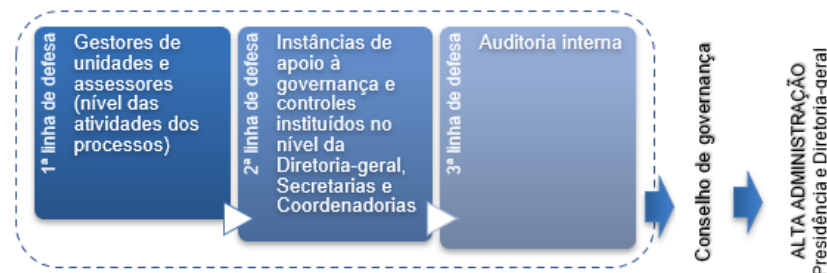 1ª linha de defesa
Gestores de
unidades e
assessores
(nível das
atividades dos
processos)
2ª linha de defesa
Instâncias de
apoio à
governança e
controles
instituídos no
nível da
Diretoria-geral,
Secretarias e
Coordenadorias
3ª linha de defesa
Auditoria interna
Conselho de governança
ALTA ADMINISTRAÇÃO
Presidência e Diretoria-geral